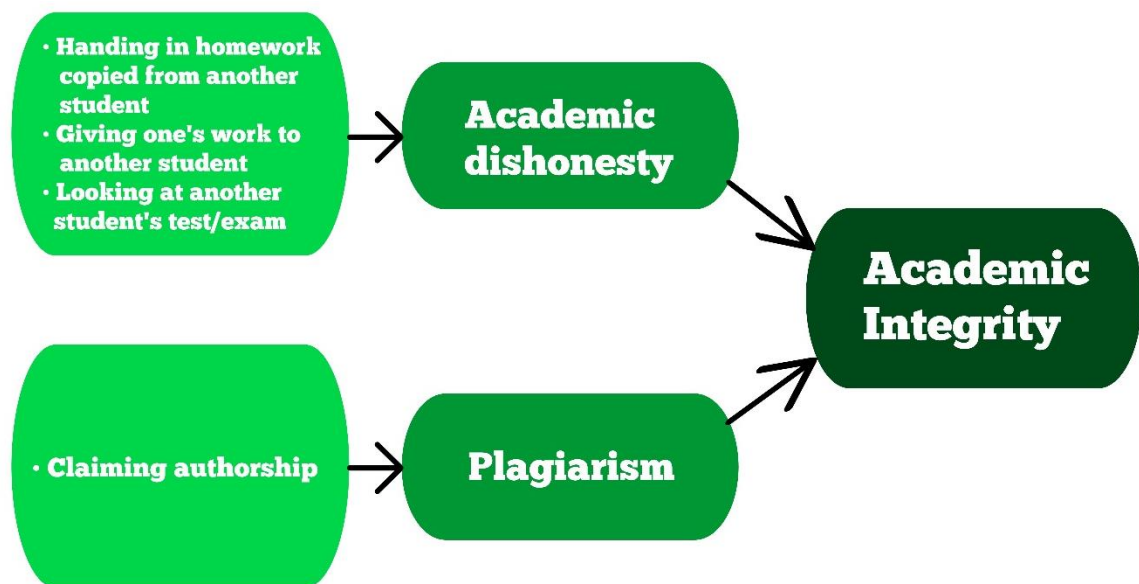 · Handing in homework
copied from another
student
· Giving one's work to
another student
· Looking at another
student's test/exam
Academic
dishonesty
Academic
Integrity
· Claiming authorship
Plagiarism